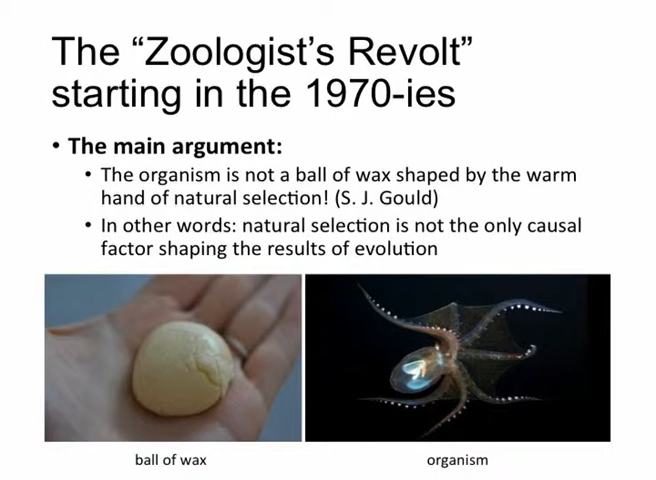 The “Zoologist’s Revolt”
starting in the 1970-ies
• The main argument:
• The organism is not a ball of wax shaped by the warm
hand of natural selection! (S. J. Gould)
• In other words: natural selection is not the only causal
factor shaping the results of evolution
ball of wax
organism